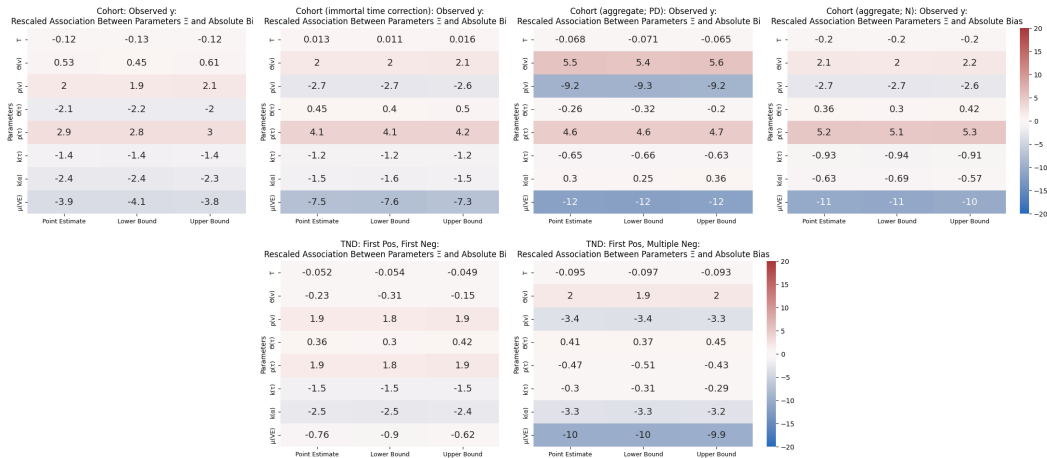 Cohort: Observed y:
Rescaled Association Between Parameters Ξ and Absolute Bi
Parameters
T -0.12 -0.13 -0.12
Θ(v) 0.53 0.45 0.61
p(v) 2 1.9 2.1
Θ(τ) -2.1 -2.2 -2
p(τ) 2.9 2.8 3
k(τ) -1.4 -1.4 -1.4
k(α) -2.4 -2.4 -2.3
μ(VE) -3.9 -4.1 -3.8
Point Estimate Lower Bound Upper Bound
Cohort (immortal time correction): Observed y:
Rescaled Association Between Parameters Ξ and Absolute Bi
Parameters
T 0.013 0.011 0.016
Θ(v) 2 2 2.1
p(v) -2.7 -2.7 -2.6
Θ(τ) 0.45 0.4 0.5
p(τ) 4.1 4.1 4.2
k(τ) -1.2 -1.2 -1.2
k(α) -1.5 -1.6 -1.5
μ(VE) -7.5 -7.6 -7.3
Point Estimate Lower Bound Upper Bound
Cohort (aggregate; PD): Observed y:
Rescaled Association Between Parameters Ξ and Absolute Bi
Parameters
T -0.068 -0.071 -0.065
Θ(v) 5.5 5.4 5.6
p(v) -9.2 -9.3 -9.2
Θ(τ) -0.26 -0.32 -0.2
p(τ) 4.6 4.6 4.7
k(τ) -0.65 -0.66 -0.63
k(α) 0.3 0.25 0.36
μ(VE) -12 -12 -12
Point Estimate Lower Bound Upper Bound
Cohort (aggregate; N): Observed y:
Rescaled Association Between Parameters Ξ and Absolute Bias
Parameters
T -0.2 -0.2 -0.2
Θ(v) 2.1 2 2.2
p(v) -2.7 -2.7 -2.6
Θ(τ) 0.36 0.3 0.42
p(τ) 5.2 5.1 5.3
k(τ) -0.93 -0.94 -0.91
k(α) -0.63 -0.69 -0.57
μ(VE) -11 -11 -10
Point Estimate Lower Bound Upper Bound
20
15
10
5
0
−5
−10
−15
−20
TND: First Pos, First Neg:
Rescaled Association Between Parameters Ξ and Absolute Bi
Parameters
T -0.052 -0.054 -0.049
Θ(v) -0.23 -0.31 -0.15
p(v) 1.9 1.8 1.9
Θ(τ) 0.36 0.3 0.42
p(τ) 1.9 1.8 1.9
k(τ) -1.5 -1.5 -1.5
k(α) -2.5 -2.5 -2.4
μ(VE) -0.76 -0.9 -0.62
Point Estimate Lower Bound Upper Bound
TND: First Pos, Multiple Neg:
Rescaled Association Between Parameters Ξ and Absolute Bias
Parameters
T -0.095 -0.097 -0.093
Θ(v) 2 1.9 2
p(v) -3.4 -3.4 -3.3
Θ(τ) 0.41 0.37 0.45
p(τ) -0.47 -0.51 -0.43
k(τ) -0.3 -0.31 -0.29
k(α) -3.3 -3.3 -3.2
μ(VE) -10 -10 -9.9
Point Estimate Lower Bound Upper Bound
20
15
10
5
0
−5
−10
−15
−20